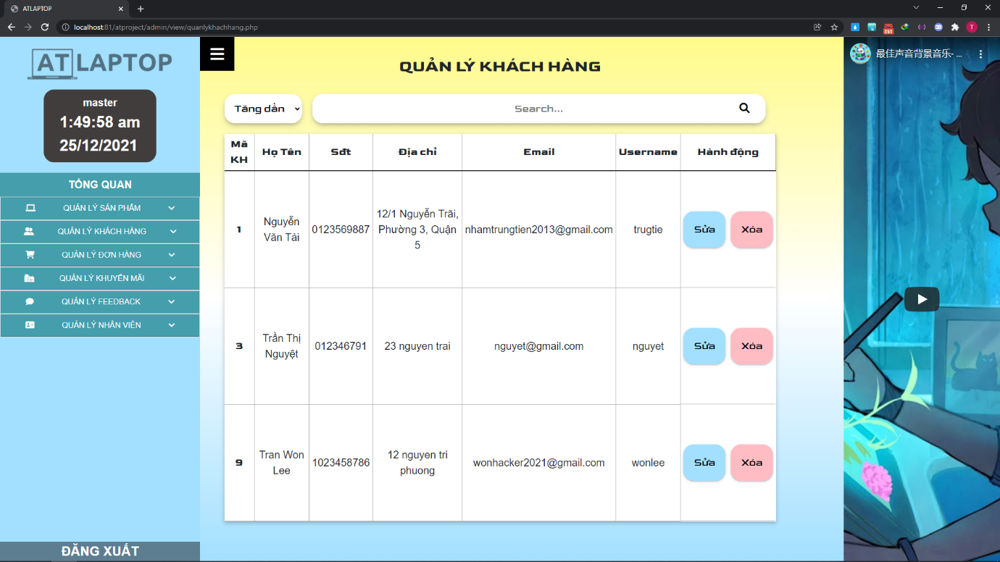 ATLAPTOP
localhost:81/atproject/admin/view/quanlykhachhang.php
351
T
ATLAPTOP
master
1:49:58 am
25/12/2021
TỔNG QUAN
QUẢN LÝ SẢN PHẨM
QUẢN LÝ KHÁCH HÀNG
QUẢN LÝ ĐƠN HÀNG
QUẢN LÝ KHUYẾN MÃI
QUẢN LÝ FEEDBACK
QUẢN LÝ NHÂN VIÊN
ĐĂNG XUẤT
QUẢN LÝ KHÁCH HÀNG
Tăng dần
Search...
Mã KH Họ Tên Sđt Địa chỉ Email Username Hành động
1 Nguyễn Văn Tài 0123569887 12/1 Nguyễn Trãi, Phường 3, Quận 5 nhamtrungtien2013@gmail.com trugtie Sửa Xóa
3 Trần Thị Nguyệt 012346791 23 nguyen trai nguyet@gmail.com nguyet Sửa Xóa
9 Tran Won Lee 1023458786 12 nguyen tri phuong wonhacker2021@gmail.com wonlee Sửa Xóa
最佳声音背景音乐- ...